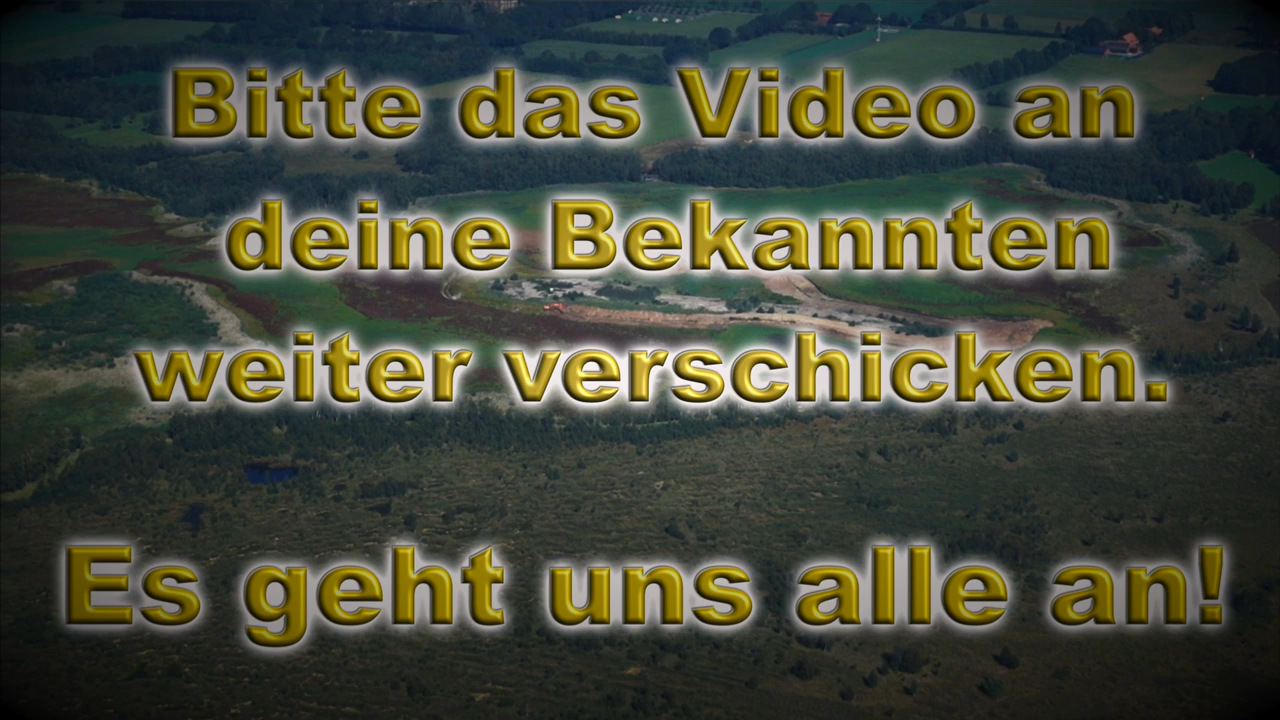 Bitte das Video an
deine Bekannten
weiter verschicken.
Es geht uns alle an!